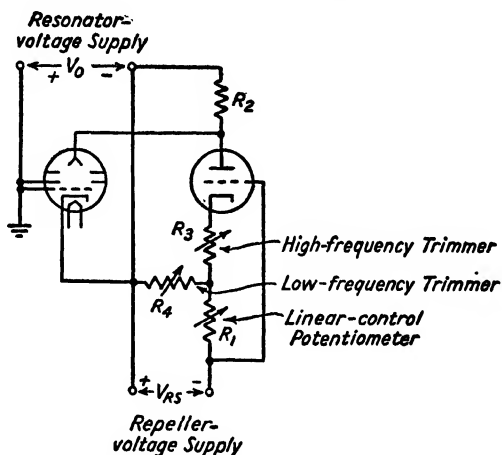 Resonator-
voltage Supply
+ V0 -
R2
R3
High-frequency Trimmer
Low-frequency Trimmer
R4
R1
Linear-control
Potentiometer
+ VRS -
Repeller-
voltage Supply